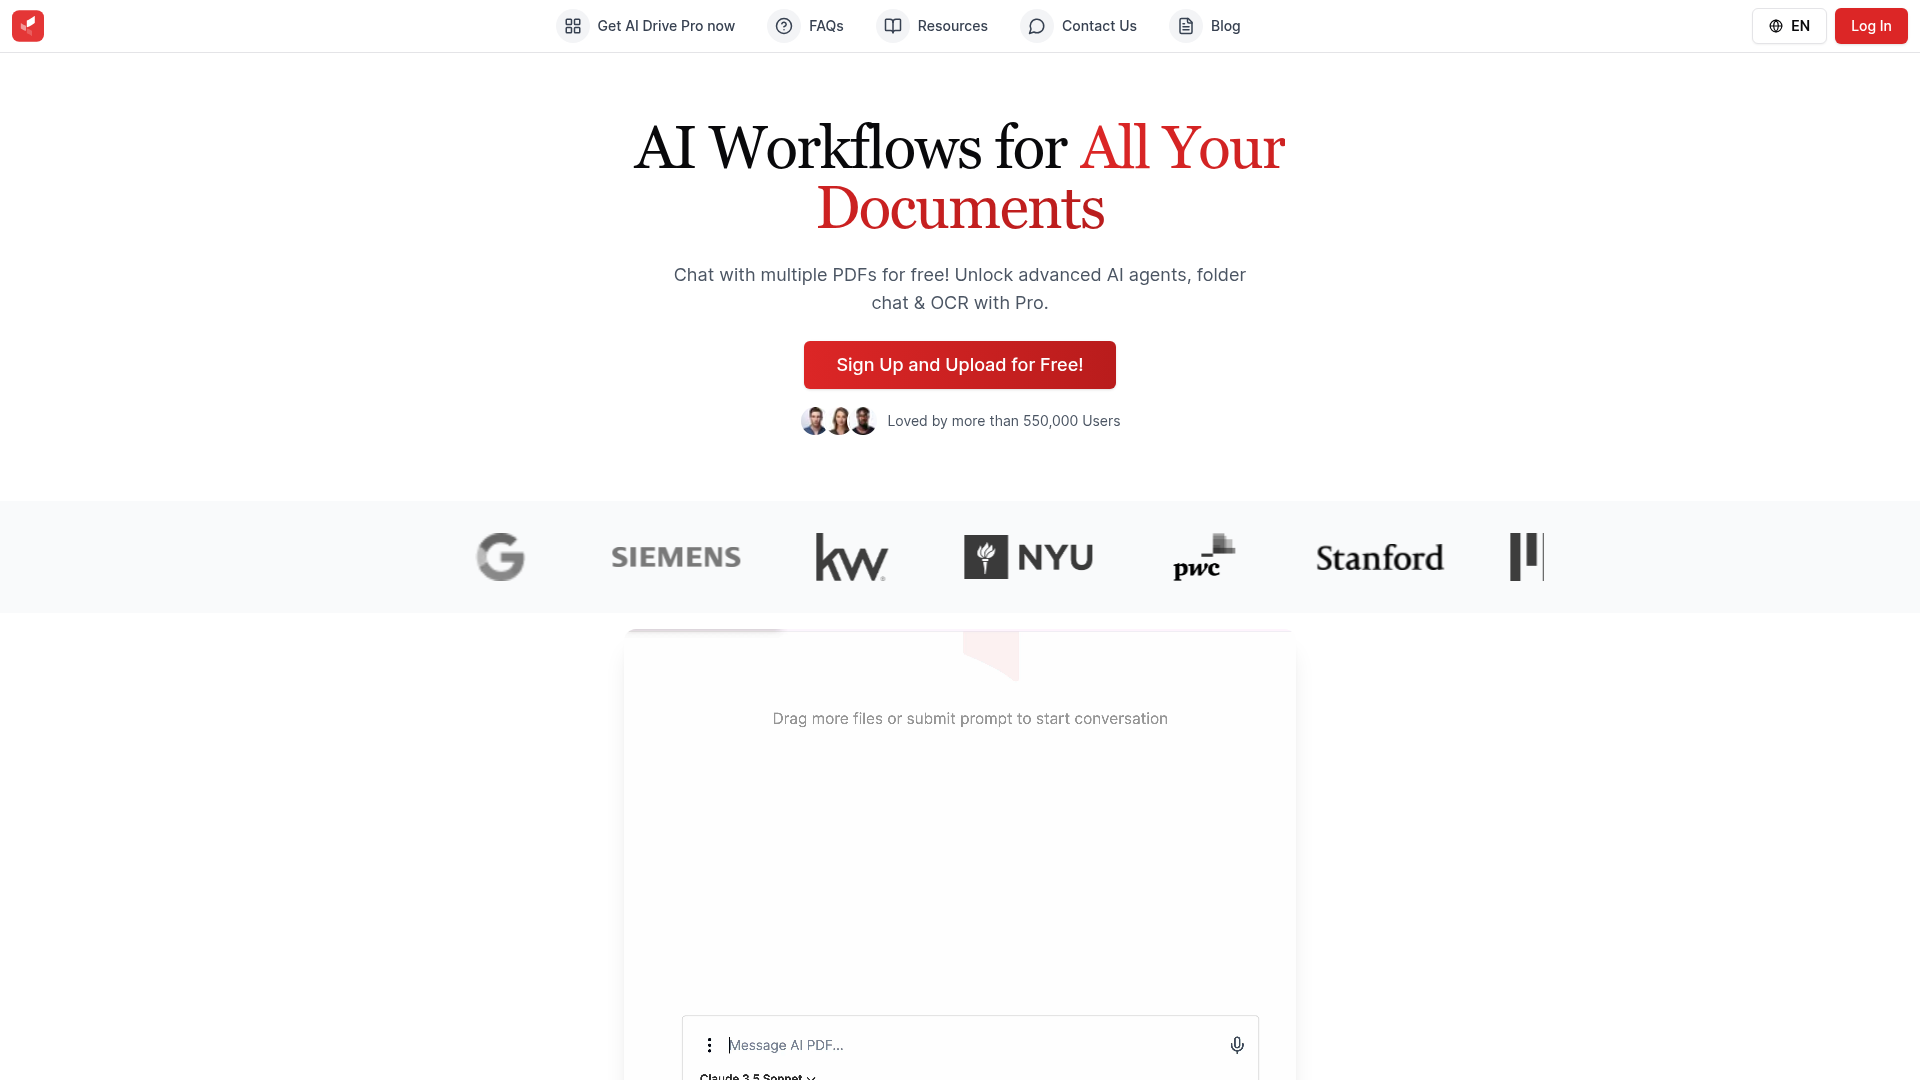 Get AI Drive Pro now
FAQs
Resources
Contact Us
Blog
EN
Log In
AI Workflows for All Your
Documents
Chat with multiple PDFs for free! Unlock advanced AI agents, folder
chat & OCR with Pro.
Sign Up and Upload for Free!
Loved by more than 550,000 Users
G
SIEMENS
kw
NYU
pwc
Stanford
Drag more files or submit prompt to start conversation
Message AI PDF...
Claude 3.5 Sonnet